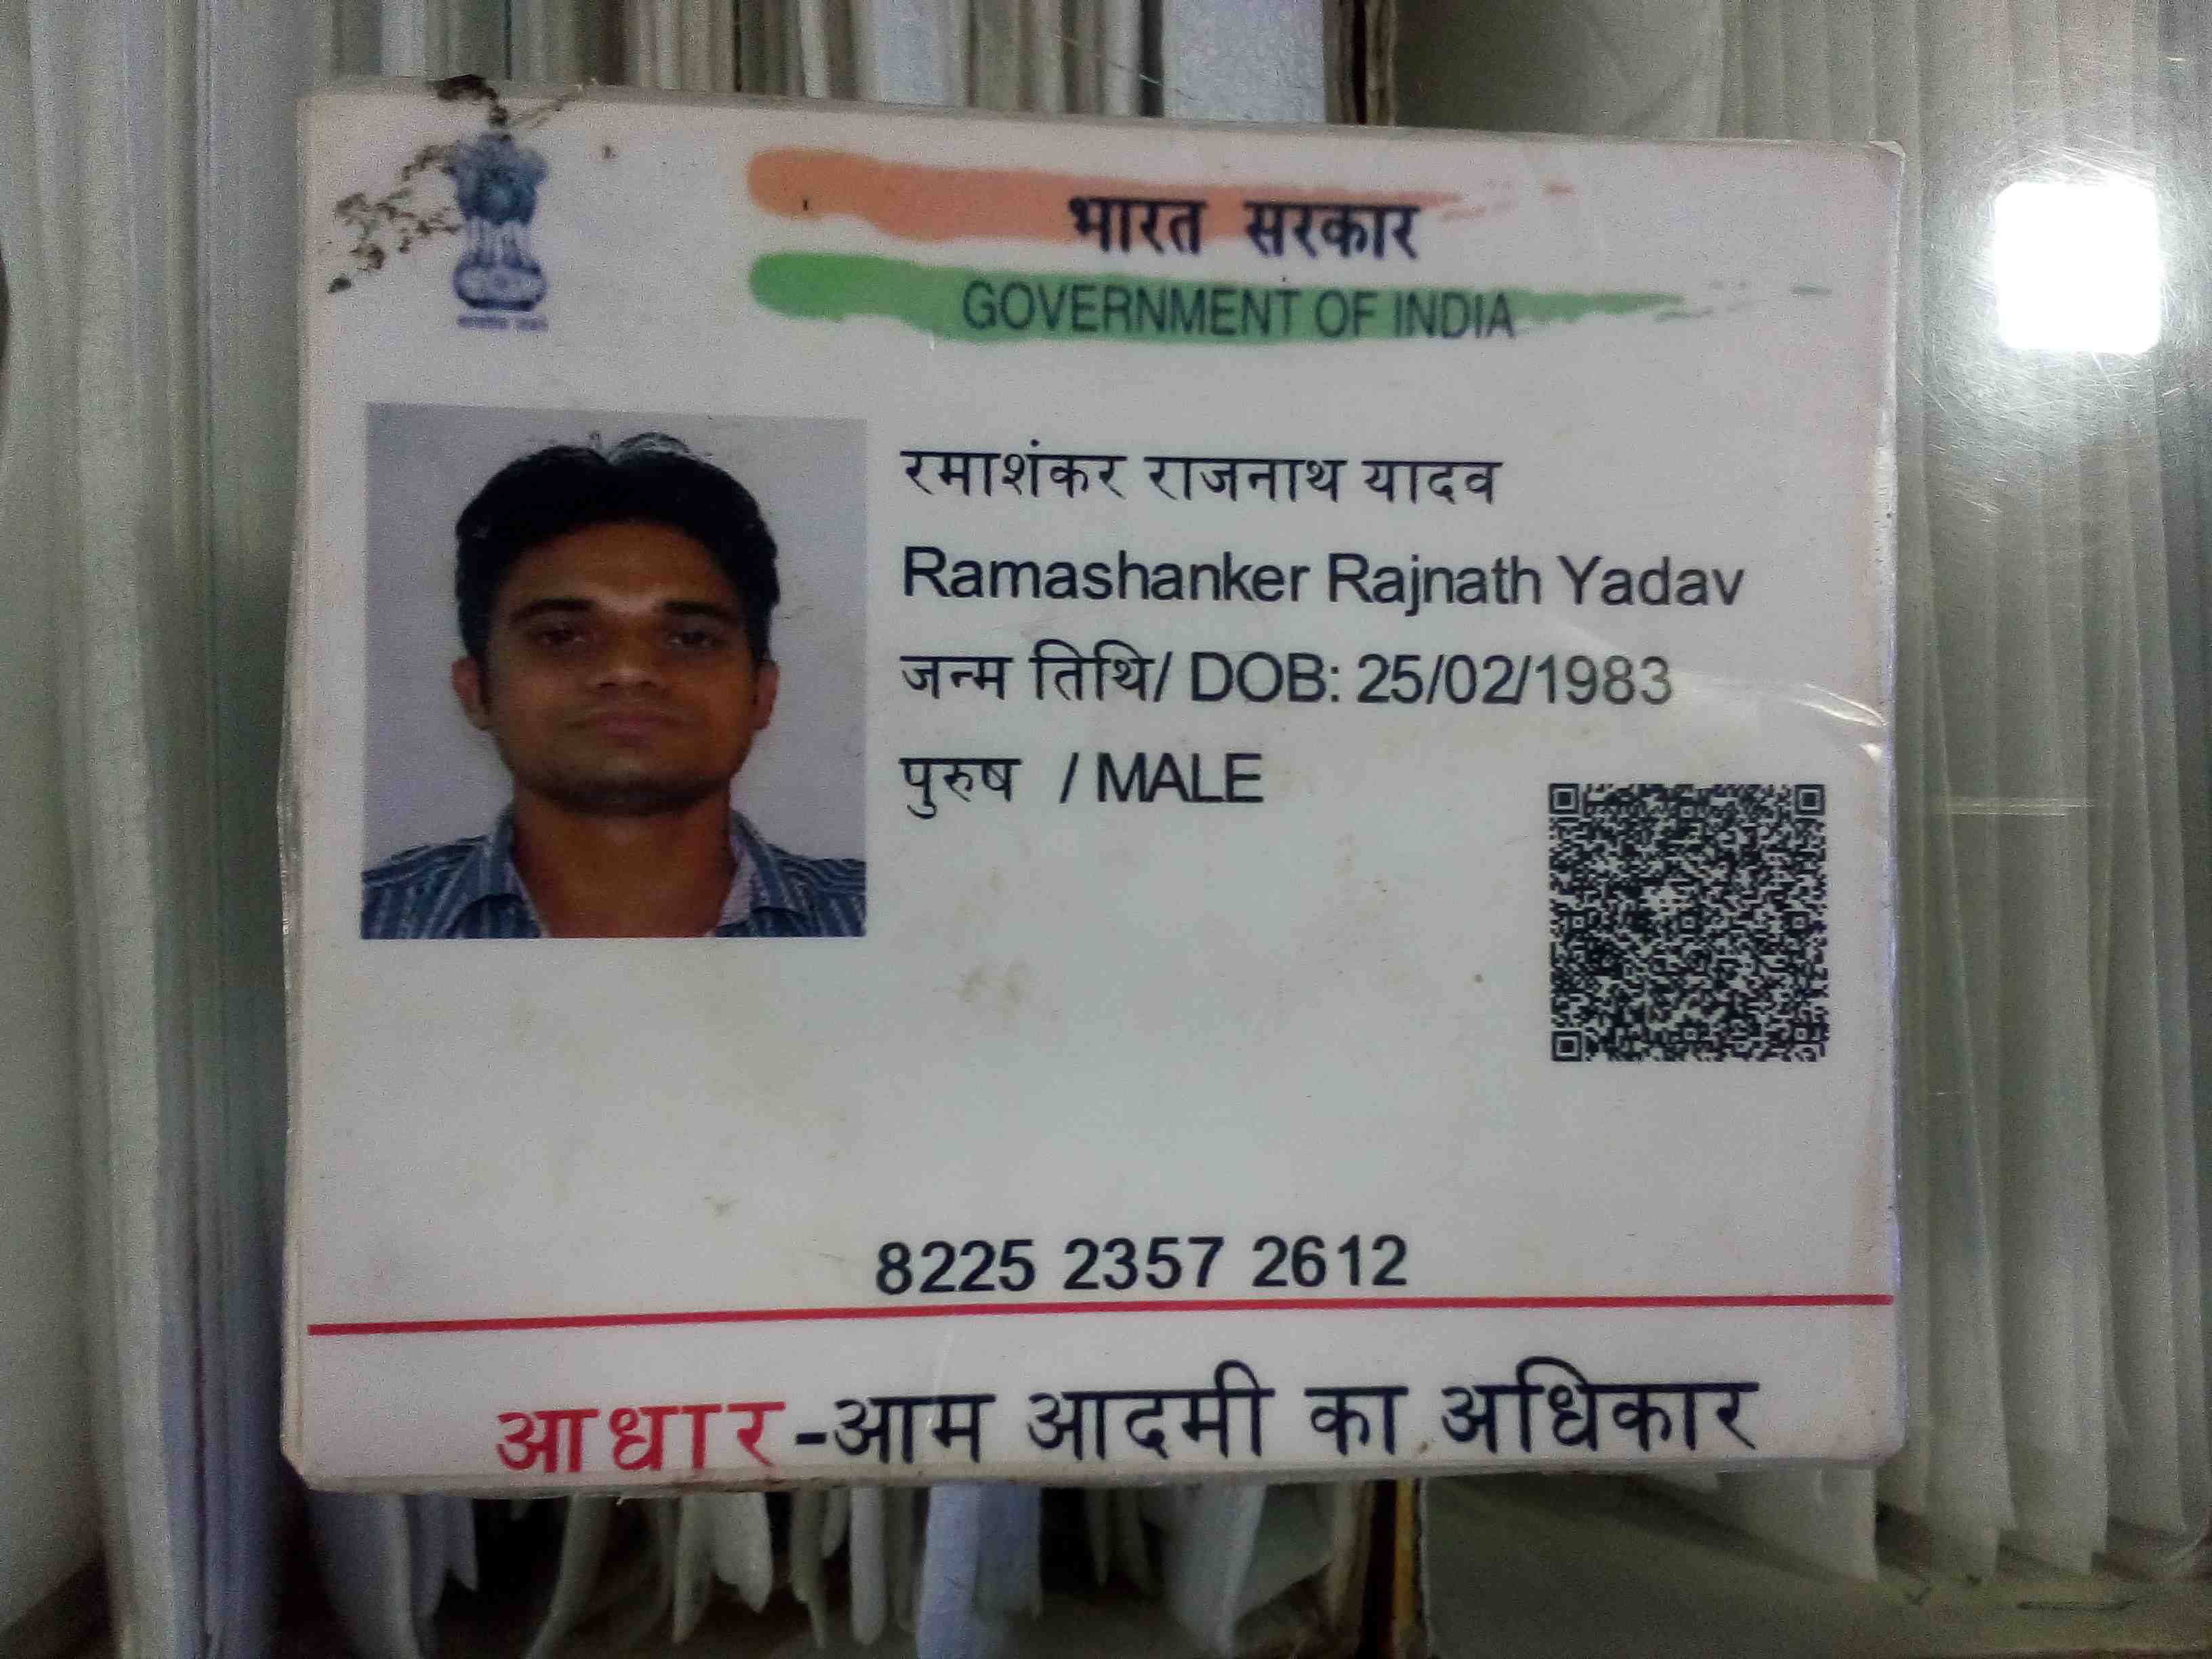 भारत सरकार
GOVERNMENT OF INDIA
रमाशंकर राजनाथ यादव
Ramashanker Rajnath Yadav
जन्म तिथि/ DOB: 25/02/1983
पुरुष / MALE
8225 2357 2612
आधार-आम आदमी का अधिकार